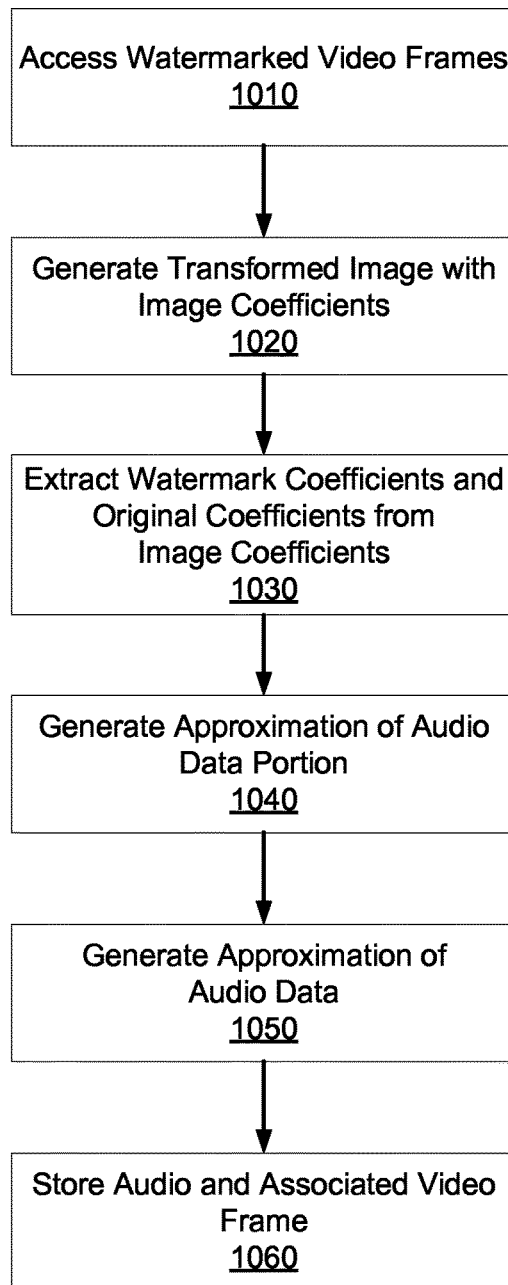 Access Watermarked Video Frames
1010
Generate Transformed Image with
Image Coefficients
1020
Extract Watermark Coefficients and
Original Coefficients from
Image Coefficients
1030
Generate Approximation of Audio
Data Portion
1040
Generate Approximation of
Audio Data
1050
Store Audio and Associated Video
Frame
1060